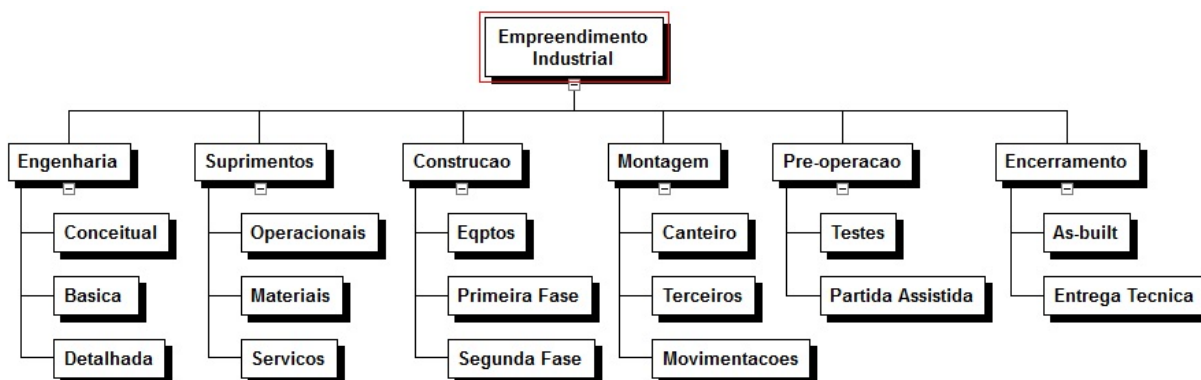 Empreendimento
Industrial
Engenharia
Suprimentos
Construcao
Montagem
Pre-operacao
Encerramento
Conceitual
Operacionais
Eqptos
Canteiro
Testes
As-built
Basica
Materiais
Primeira Fase
Terceiros
Partida Assistida
Entrega Tecnica
Detalhada
Servicos
Segunda Fase
Movimentacoes